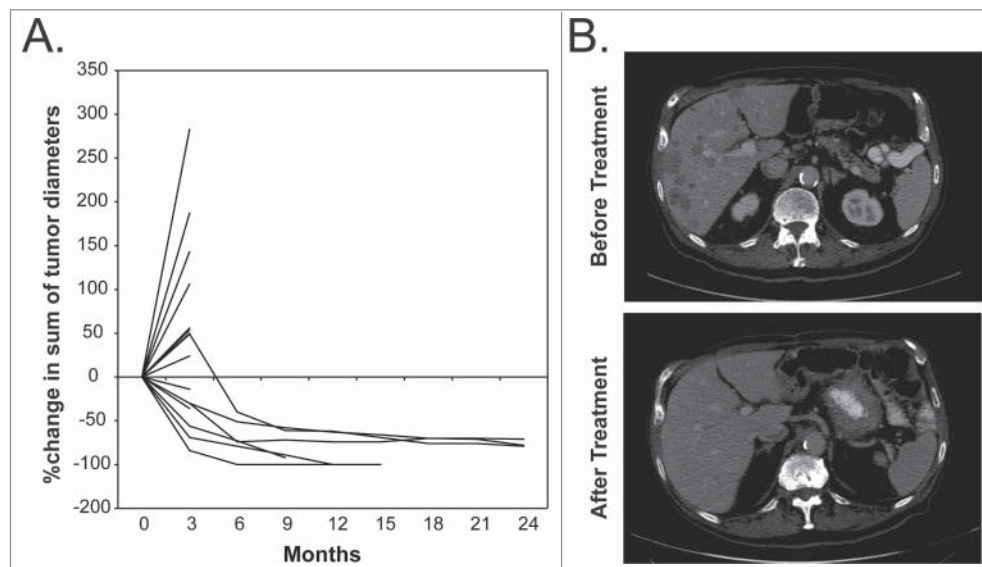 A.
%change in sum of tumor diameters
350
300
250
200
150
100
50
0
-50
-100
-200
0 3 6 9 12 15 18 21 24
Months
B.
Before Treatment
After Treatment